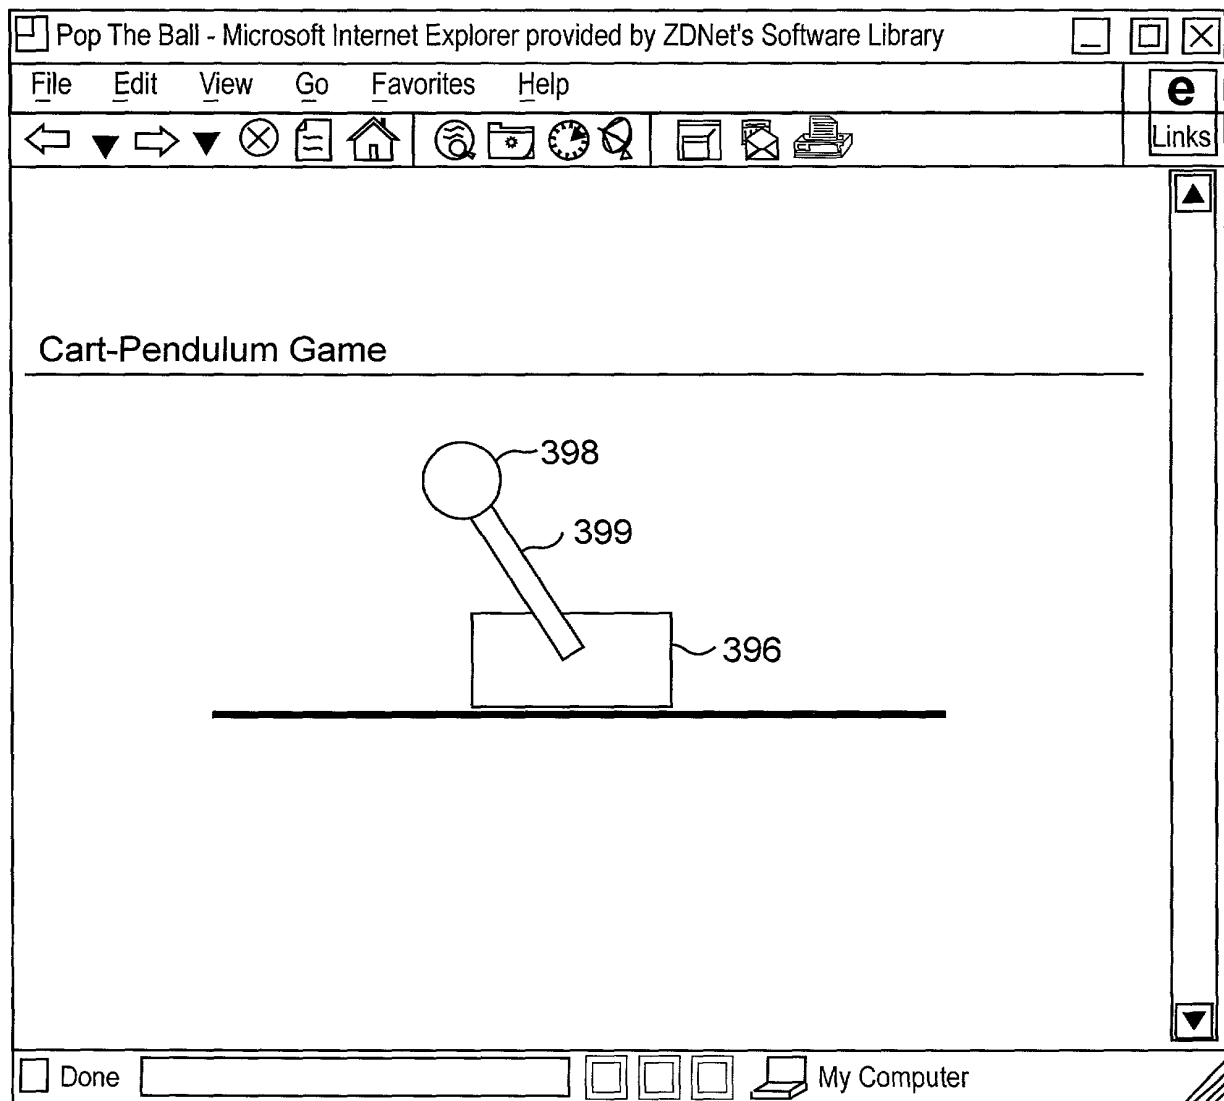 Pop The Ball - Microsoft Internet Explorer provided by ZDNet's Software Library
File Edit View Go Favorites Help
e
Links
Cart-Pendulum Game
398
399
396
Done
My Computer